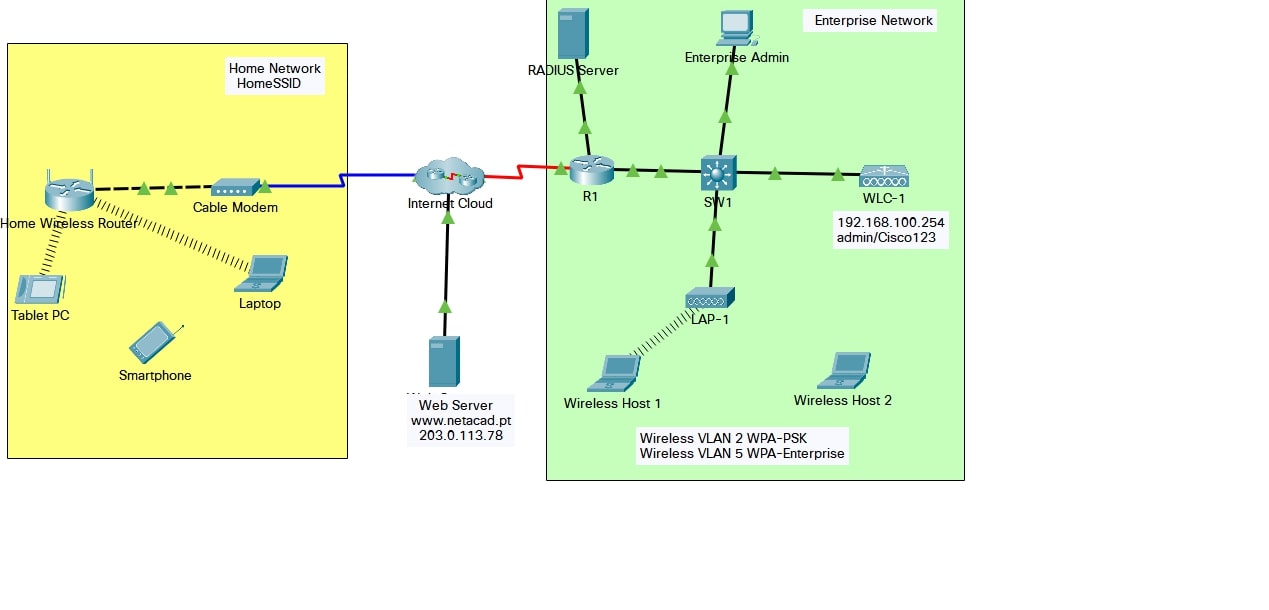 Home Network
HomeSSID
Home Wireless Router
Cable Modem
Tablet PC
Laptop
Smartphone
Internet Cloud
Web Server
www.netacad.pt
203.0.113.78
Enterprise Network
RADIUS Server
Enterprise Admin
R1
SW1
WLC-1
192.168.100.254
admin/Cisco123
LAP-1
Wireless Host 1
Wireless Host 2
Wireless VLAN 2 WPA-PSK
Wireless VLAN 5 WPA-Enterprise